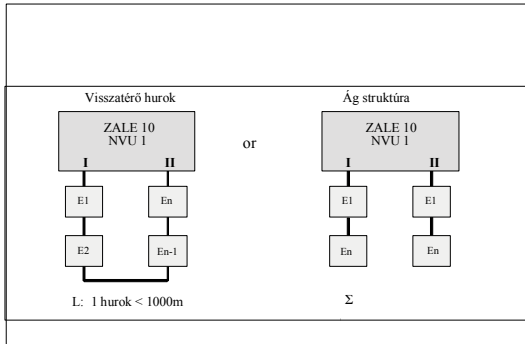 Visszatérő hurok
ZALE 10
NVU 1
I II
E1 En
E2 En-1
L: 1 hurok < 1000m
or
Ág struktúra
ZALE 10
NVU 1
I II
E1 E1
En En
Σ